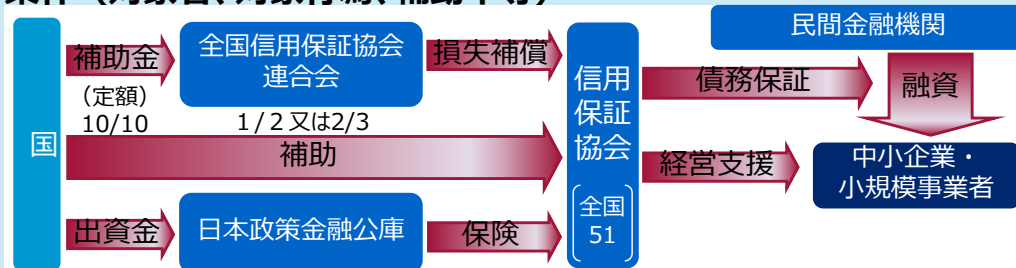 条件（対象者、対象行為、補助率等）
民間金融機関
補助金
全国信用保証協会
連合会
損失補償
信用
保証
協会
債務保証
融資
（定額）
10/10
1／2 又は2/3
国
補助
経営支援
中小企業・
小規模事業者
出資金
日本政策金融公庫
保険
全国
51